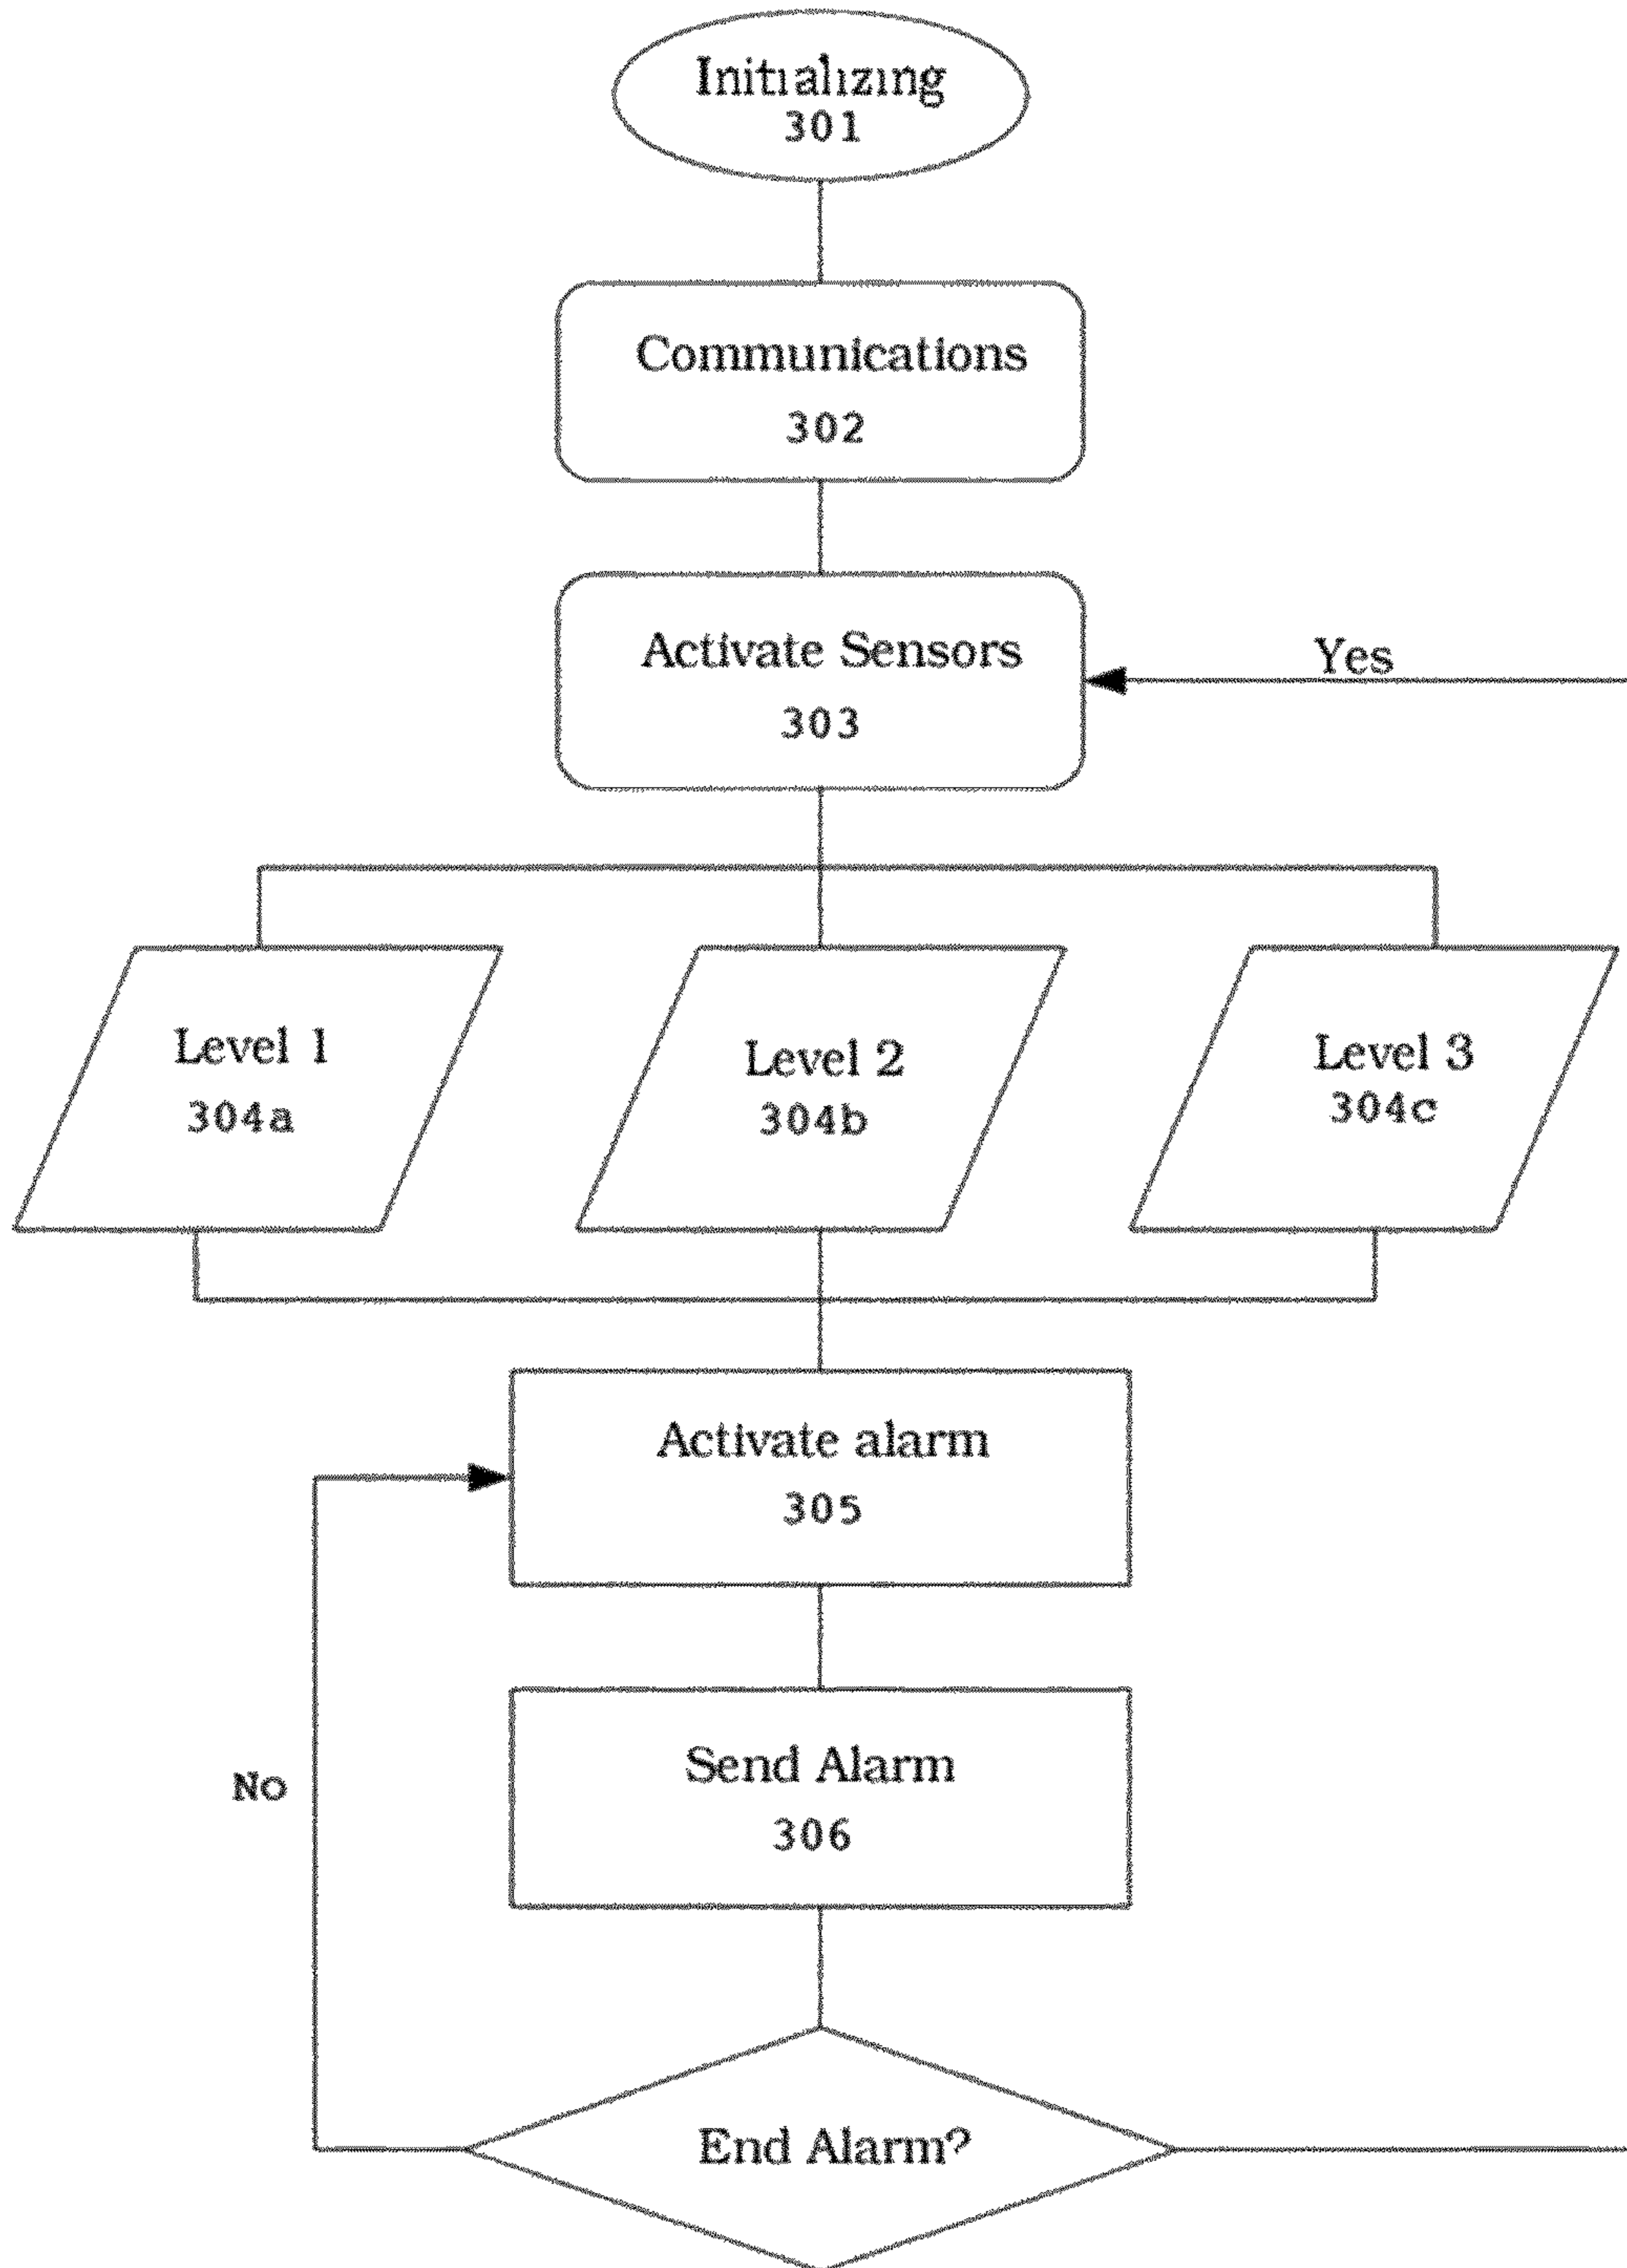 Initializing
301
Communications
302
Activate Sensors
303
Yes
Level 1
304a
Level 2
304b
Level 3
304c
Activate alarm
305
Send Alarm
306
No
End Alarm?